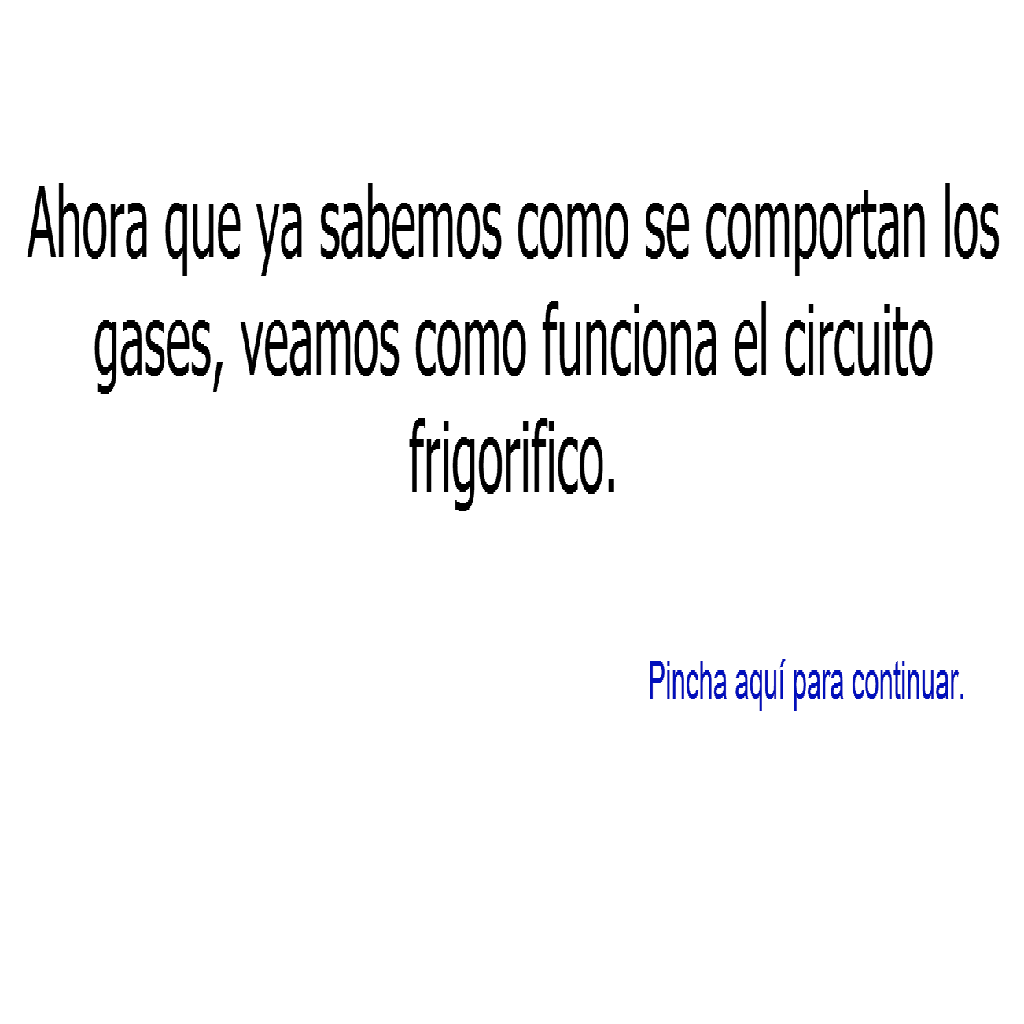 Ahora que ya sabemos como se comportan los
gases, veamos como funciona el circuito
frigorifico.
Pincha aquí para continuar.